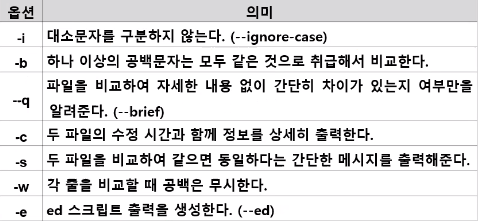 옵션 의미
-i 대소문자를 구분하지 않는다. (--ignore-case)
-b 하나 이상의 공백문자는 모두 같은 것으로 취급해서 비교한다.
--q 파일을 비교하여 자세한 내용 없이 간단히 차이가 있는지 여부만을
알려준다. (--brief)
-c 두 파일의 수정 시간과 함께 정보를 상세히 출력한다.
-s 두 파일을 비교하여 같으면 동일하다는 간단한 메시지를 출력해준다.
-w 각 줄을 비교할 때 공백은 무시한다.
-e ed 스크립트 출력을 생성한다. (--ed)